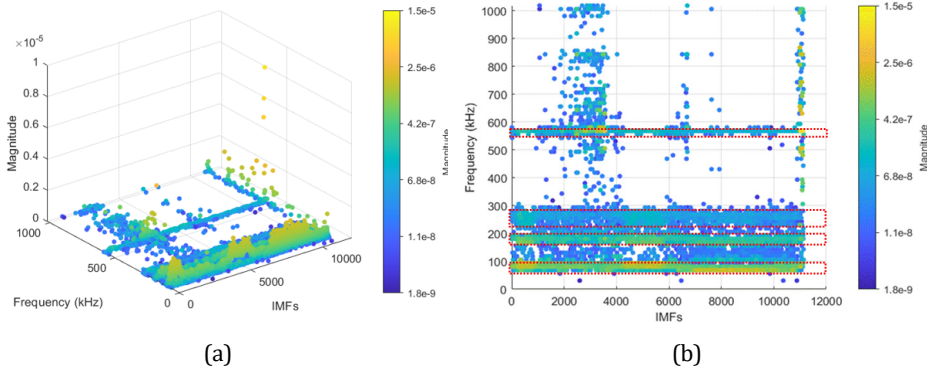 ×10⁻⁵
1
0.8
0.6
0.4
0.2
0
Magnitude
1000
500
0
Frequency (kHz)
0
5000
10000
IMFs
1.5e-5
2.5e-6
4.2e-7
6.8e-8
1.1e-8
1.8e-9
Magnitude
(a)
1000
900
800
700
600
500
400
300
200
100
0
Frequency (kHz)
0 2000 4000 6000 8000 10000 12000
IMFs
1.5e-5
2.5e-6
4.2e-7
6.8e-8
1.1e-8
1.8e-9
Magnitude
(b)